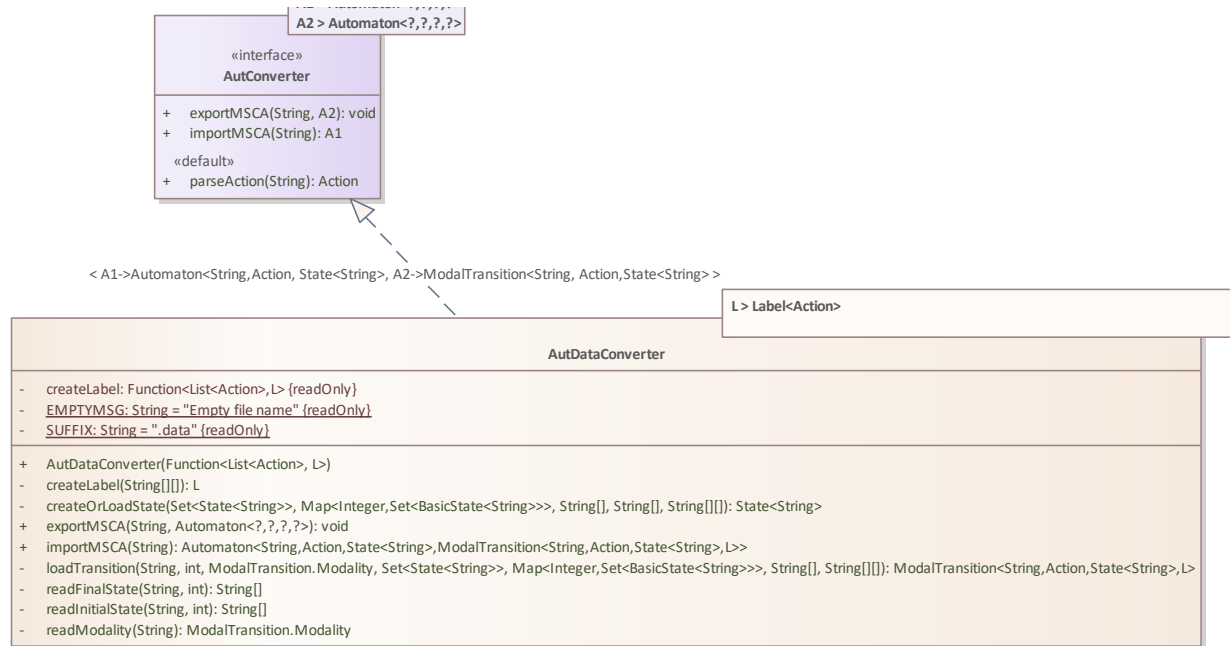 A2 > Automaton<?,?,?,?>
«interface»
AutConverter
+ exportMSCA(String, A2): void
+ importMSCA(String): A1
«default»
+ parseAction(String): Action
< A1->Automaton<String,Action, State<String>, A2->ModalTransition<String, Action,State<String> >
L > Label<Action>
AutDataConverter
- createLabel: Function<List<Action>,L> {readOnly}
- EMPTYMSG: String = "Empty file name" {readOnly}
- SUFFIX: String = ".data" {readOnly}
+ AutDataConverter(Function<List<Action>, L>)
- createLabel(String[][]): L
- createOrLoadState(Set<State<String>>, Map<Integer,Set<BasicState<String>>>, String[], String[], String[][]): State<String>
+ exportMSCA(String, Automaton<?,?,?,?>): void
+ importMSCA(String): Automaton<String,Action,State<String>,ModalTransition<String,Action,State<String>,L>>
- loadTransition(String, int, ModalTransition.Modality, Set<State<String>>, Map<Integer,Set<BasicState<String>>>, String[], String[][]): ModalTransition<String,Action,State<String>,L>
- readFinalState(String, int): String[]
- readInitialState(String, int): String[]
- readModality(String): ModalTransition.Modality